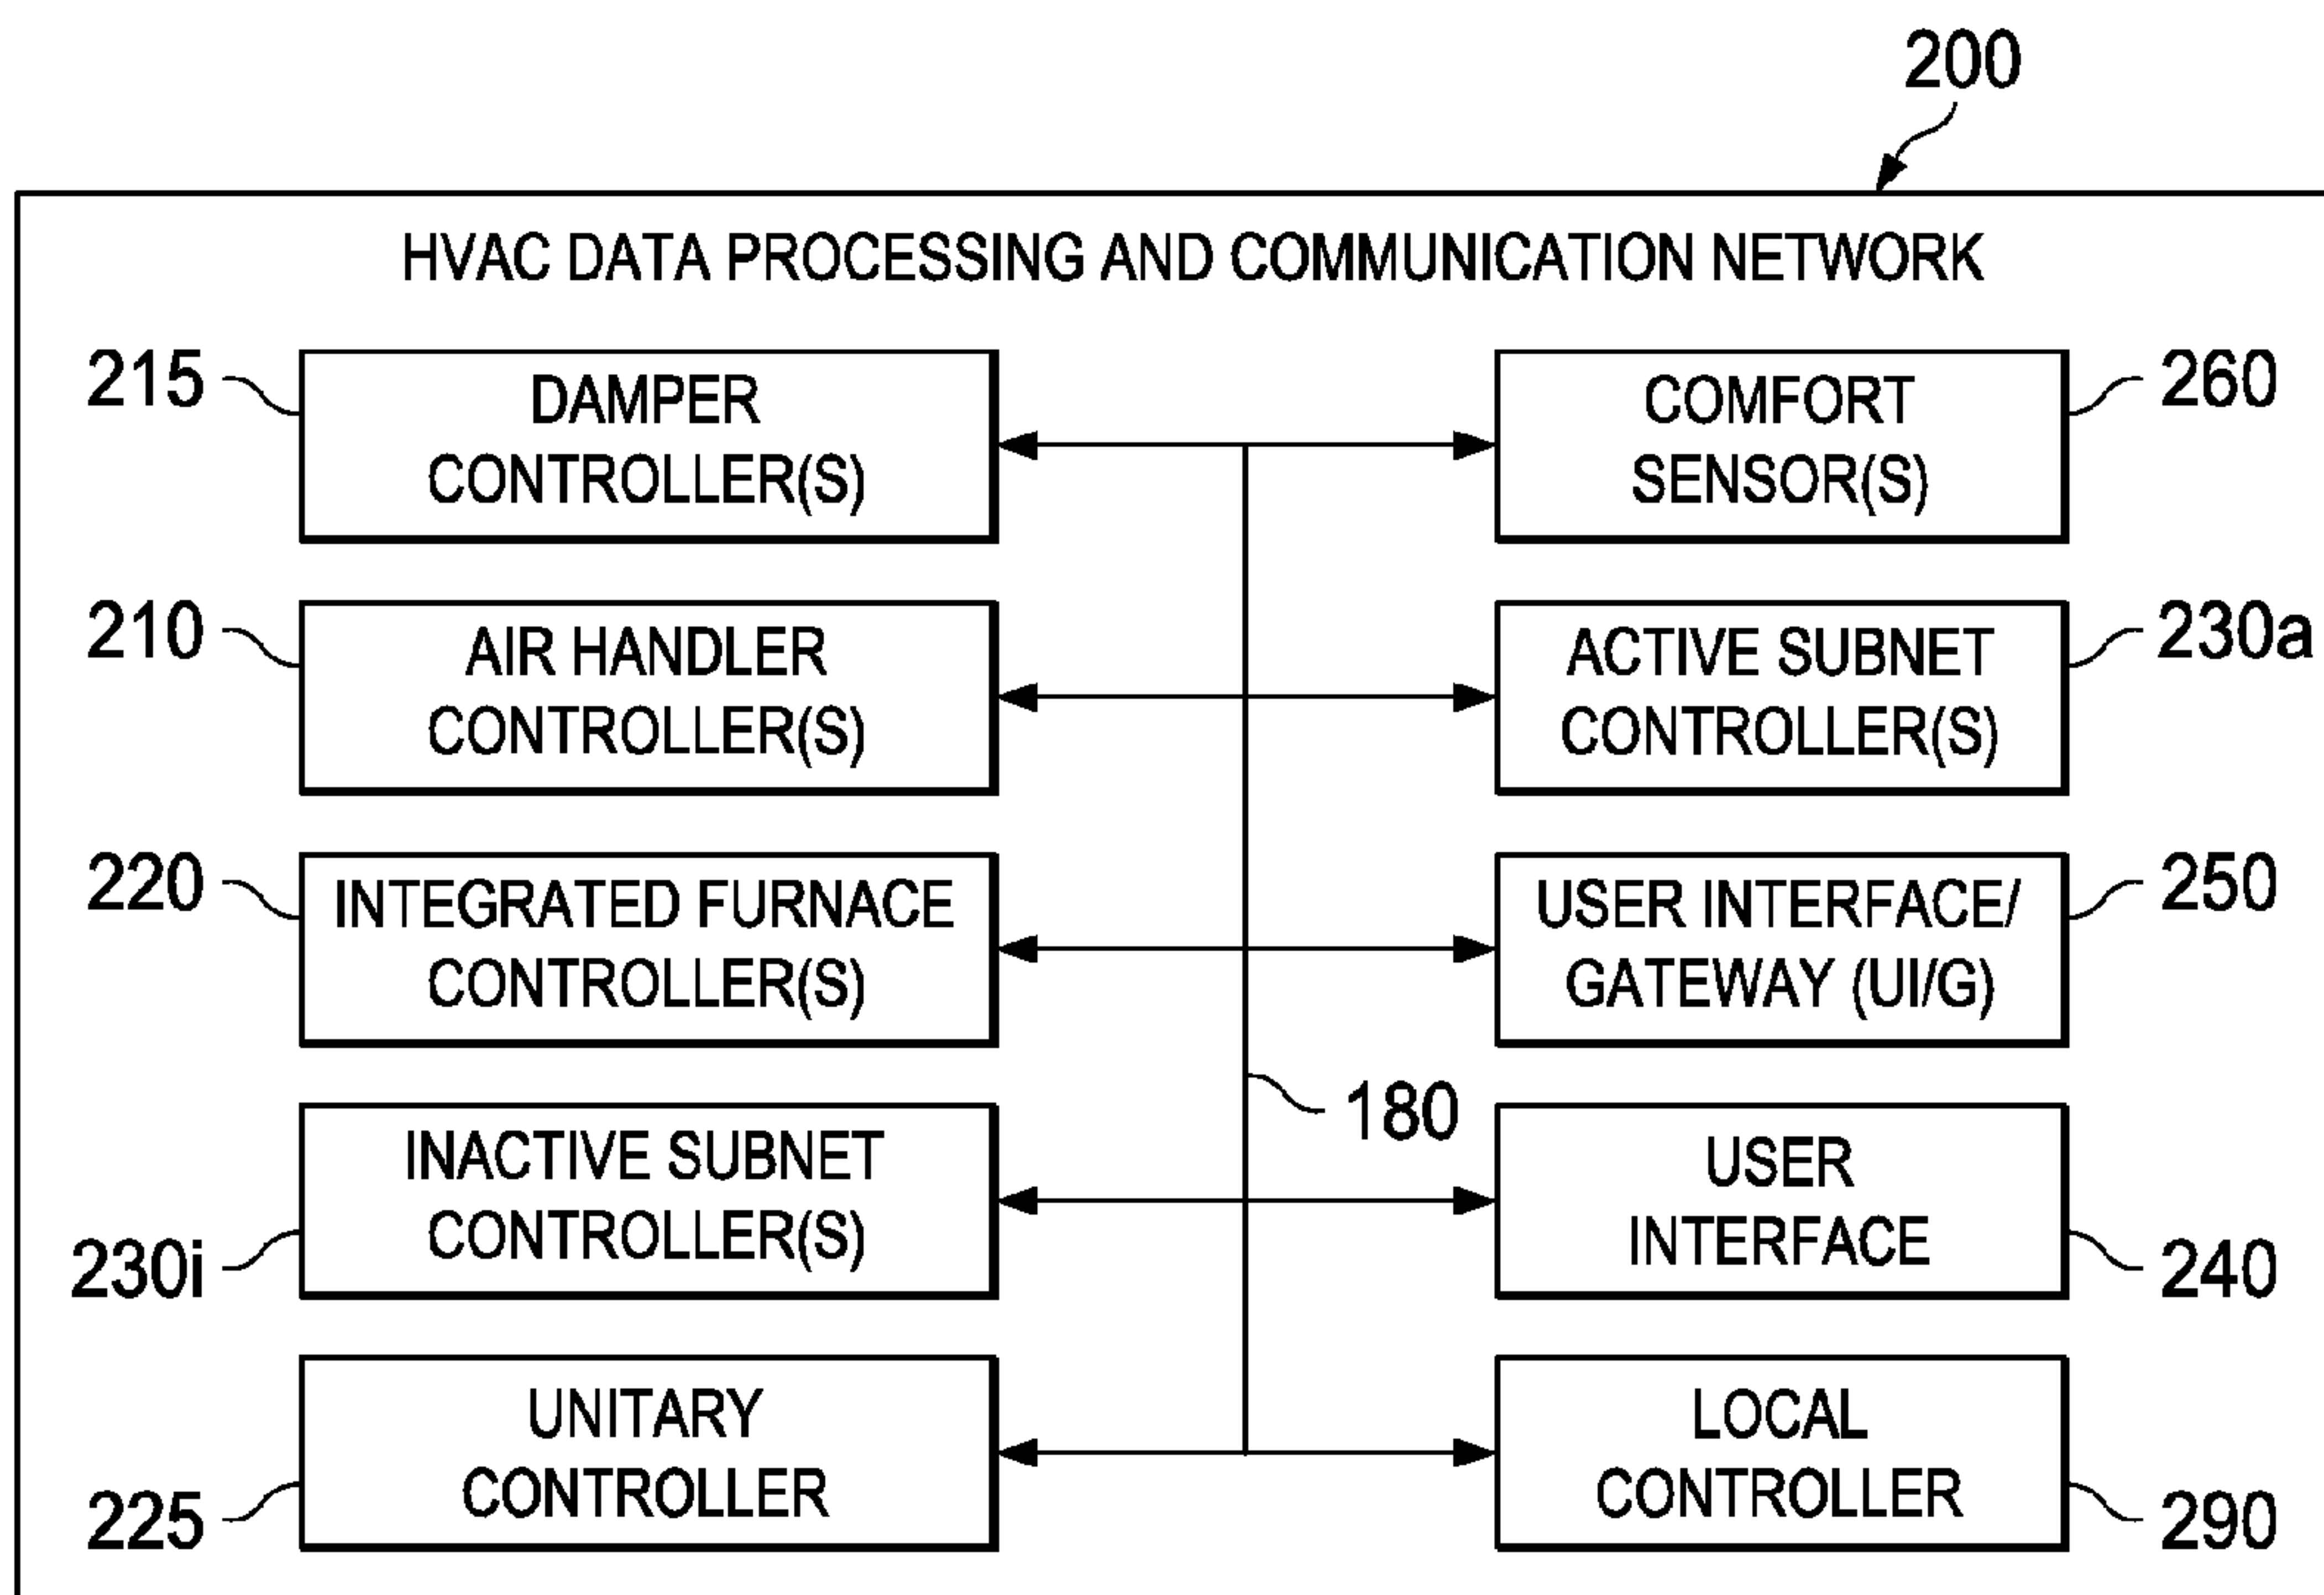 200
HVAC DATA PROCESSING AND COMMUNICATION NETWORK
215
DAMPER
CONTROLLER(S)
COMFORT
SENSOR(S)
260
210
AIR HANDLER
CONTROLLER(S)
ACTIVE SUBNET
CONTROLLER(S)
230a
220
INTEGRATED FURNACE
CONTROLLER(S)
USER INTERFACE/
GATEWAY (UI/G)
250
180
INACTIVE SUBNET
CONTROLLER(S)
230i
USER
INTERFACE
240
UNITARY
CONTROLLER
225
LOCAL
CONTROLLER
290